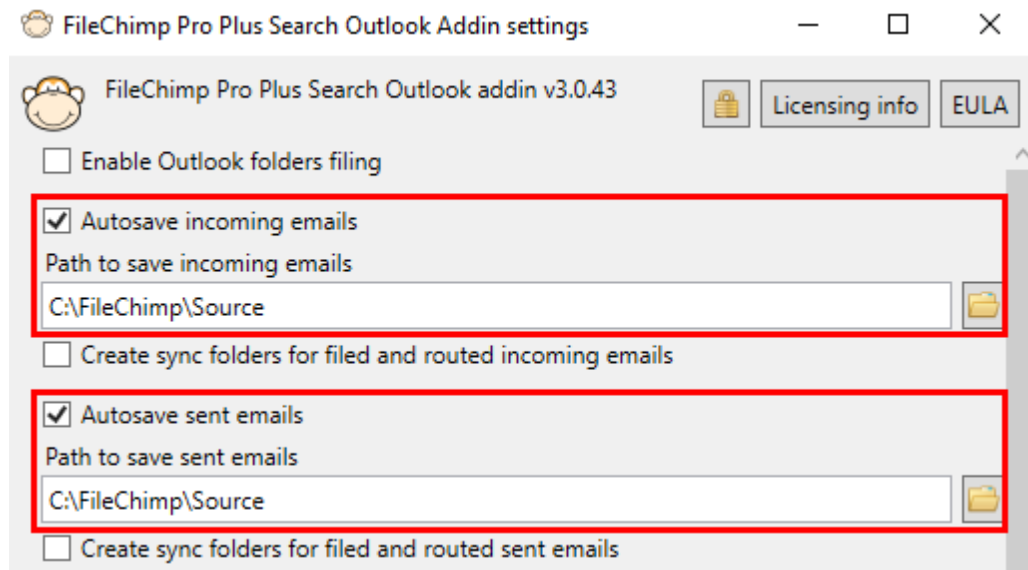 FileChimp Pro Plus Search Outlook Addin settings
FileChimp Pro Plus Search Outlook addin v3.0.43
Licensing info
EULA
Enable Outlook folders filing
Autosave incoming emails
Path to save incoming emails
C:\FileChimp\Source
Create sync folders for filed and routed incoming emails
Autosave sent emails
Path to save sent emails
C:\FileChimp\Source
Create sync folders for filed and routed sent emails